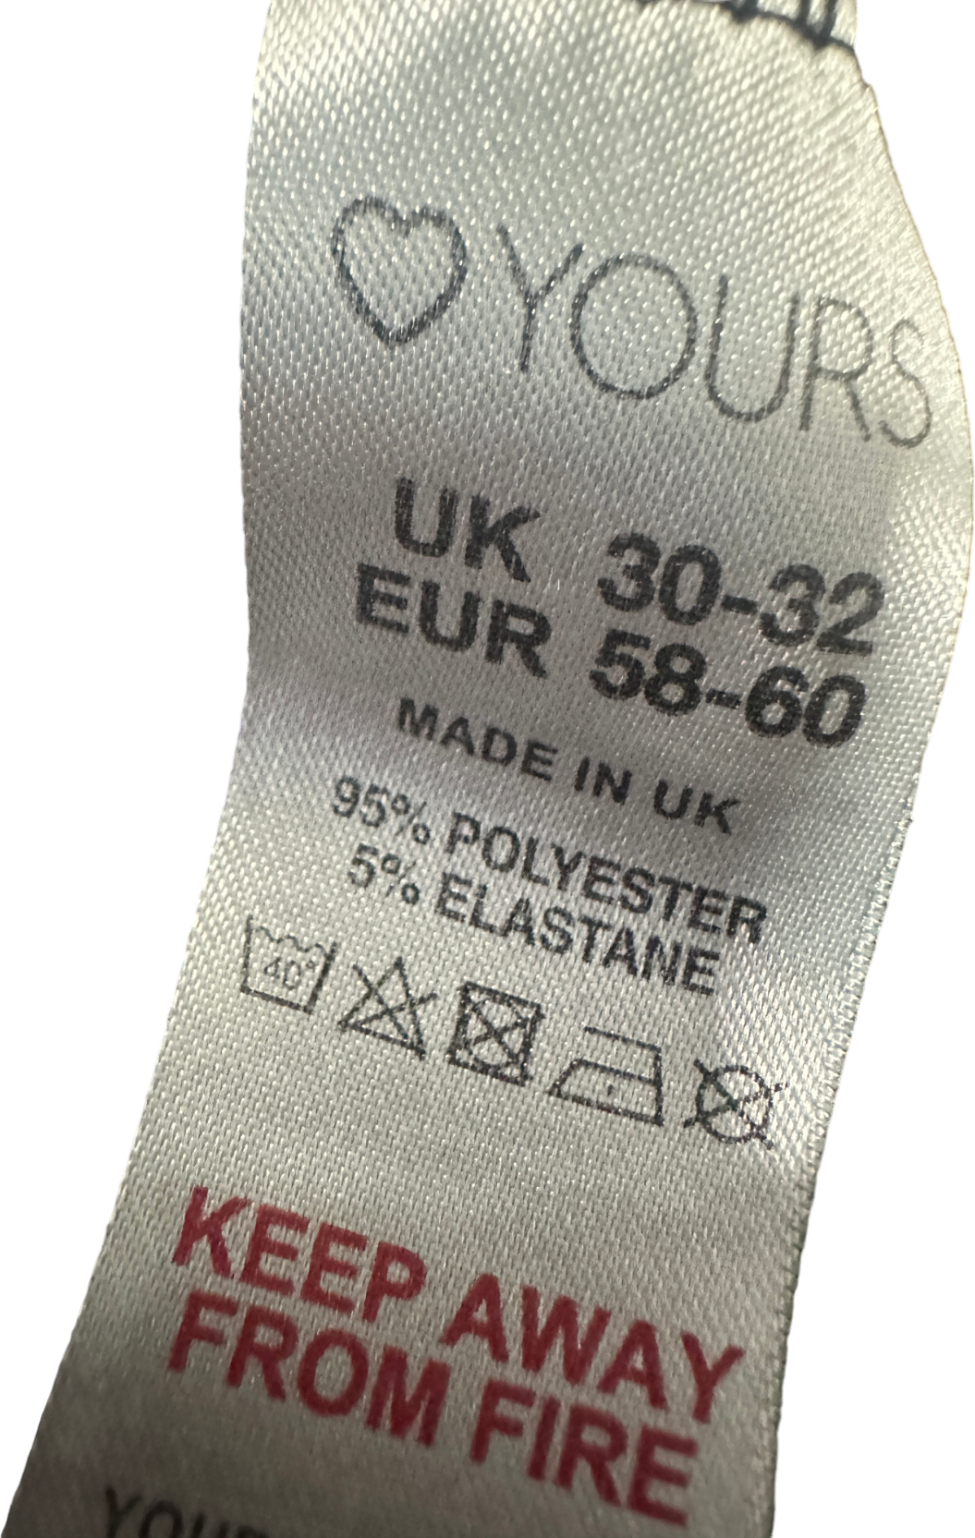 YOURS
UK 30-32
EUR 58-60
MADE IN UK
95% POLYESTER
5% ELASTANE
40°
KEEP AWAY
FROM FIRE